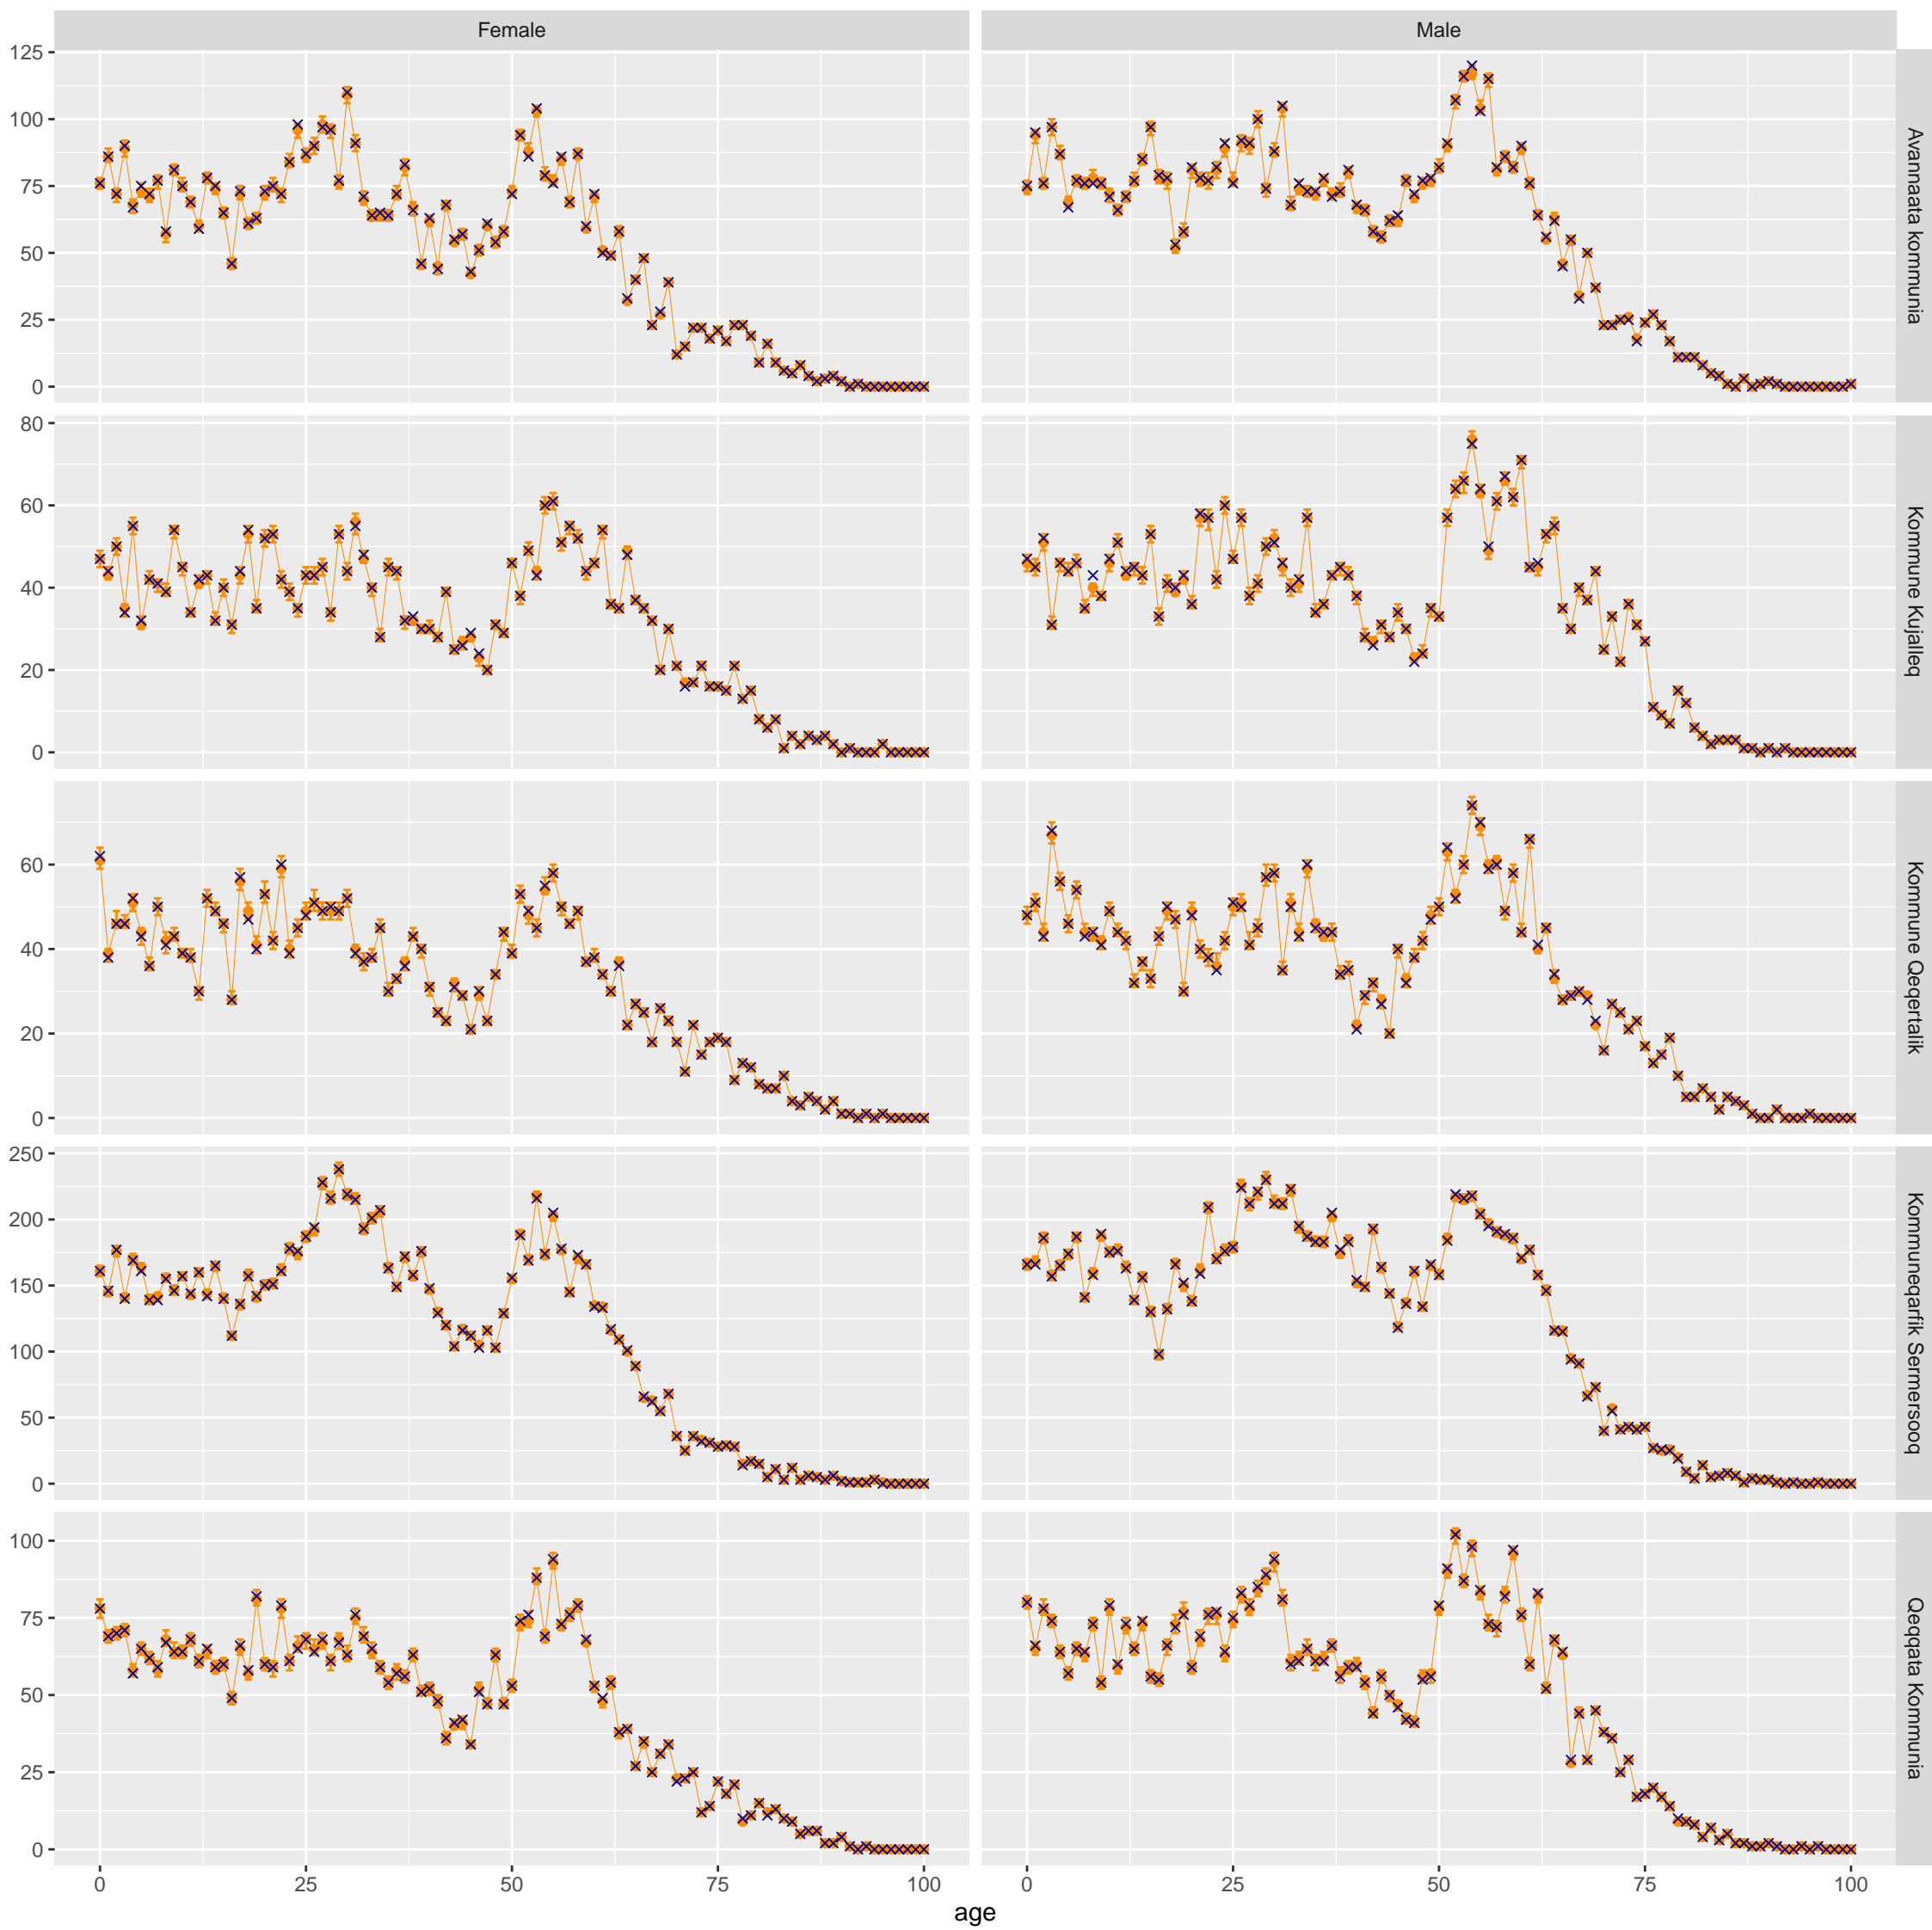 Female
Male
125
100
75
50
25
0
Avannaata kommunia
80
60
40
20
0
Kommune Kujalleq
60
40
20
0
Kommune Qeqertalik
250
200
150
100
50
0
Kommuneqarfik Sermersooq
100
75
50
25
0
Qeqqata Kommunia
0 25 50 75 100
0 25 50 75 100
age